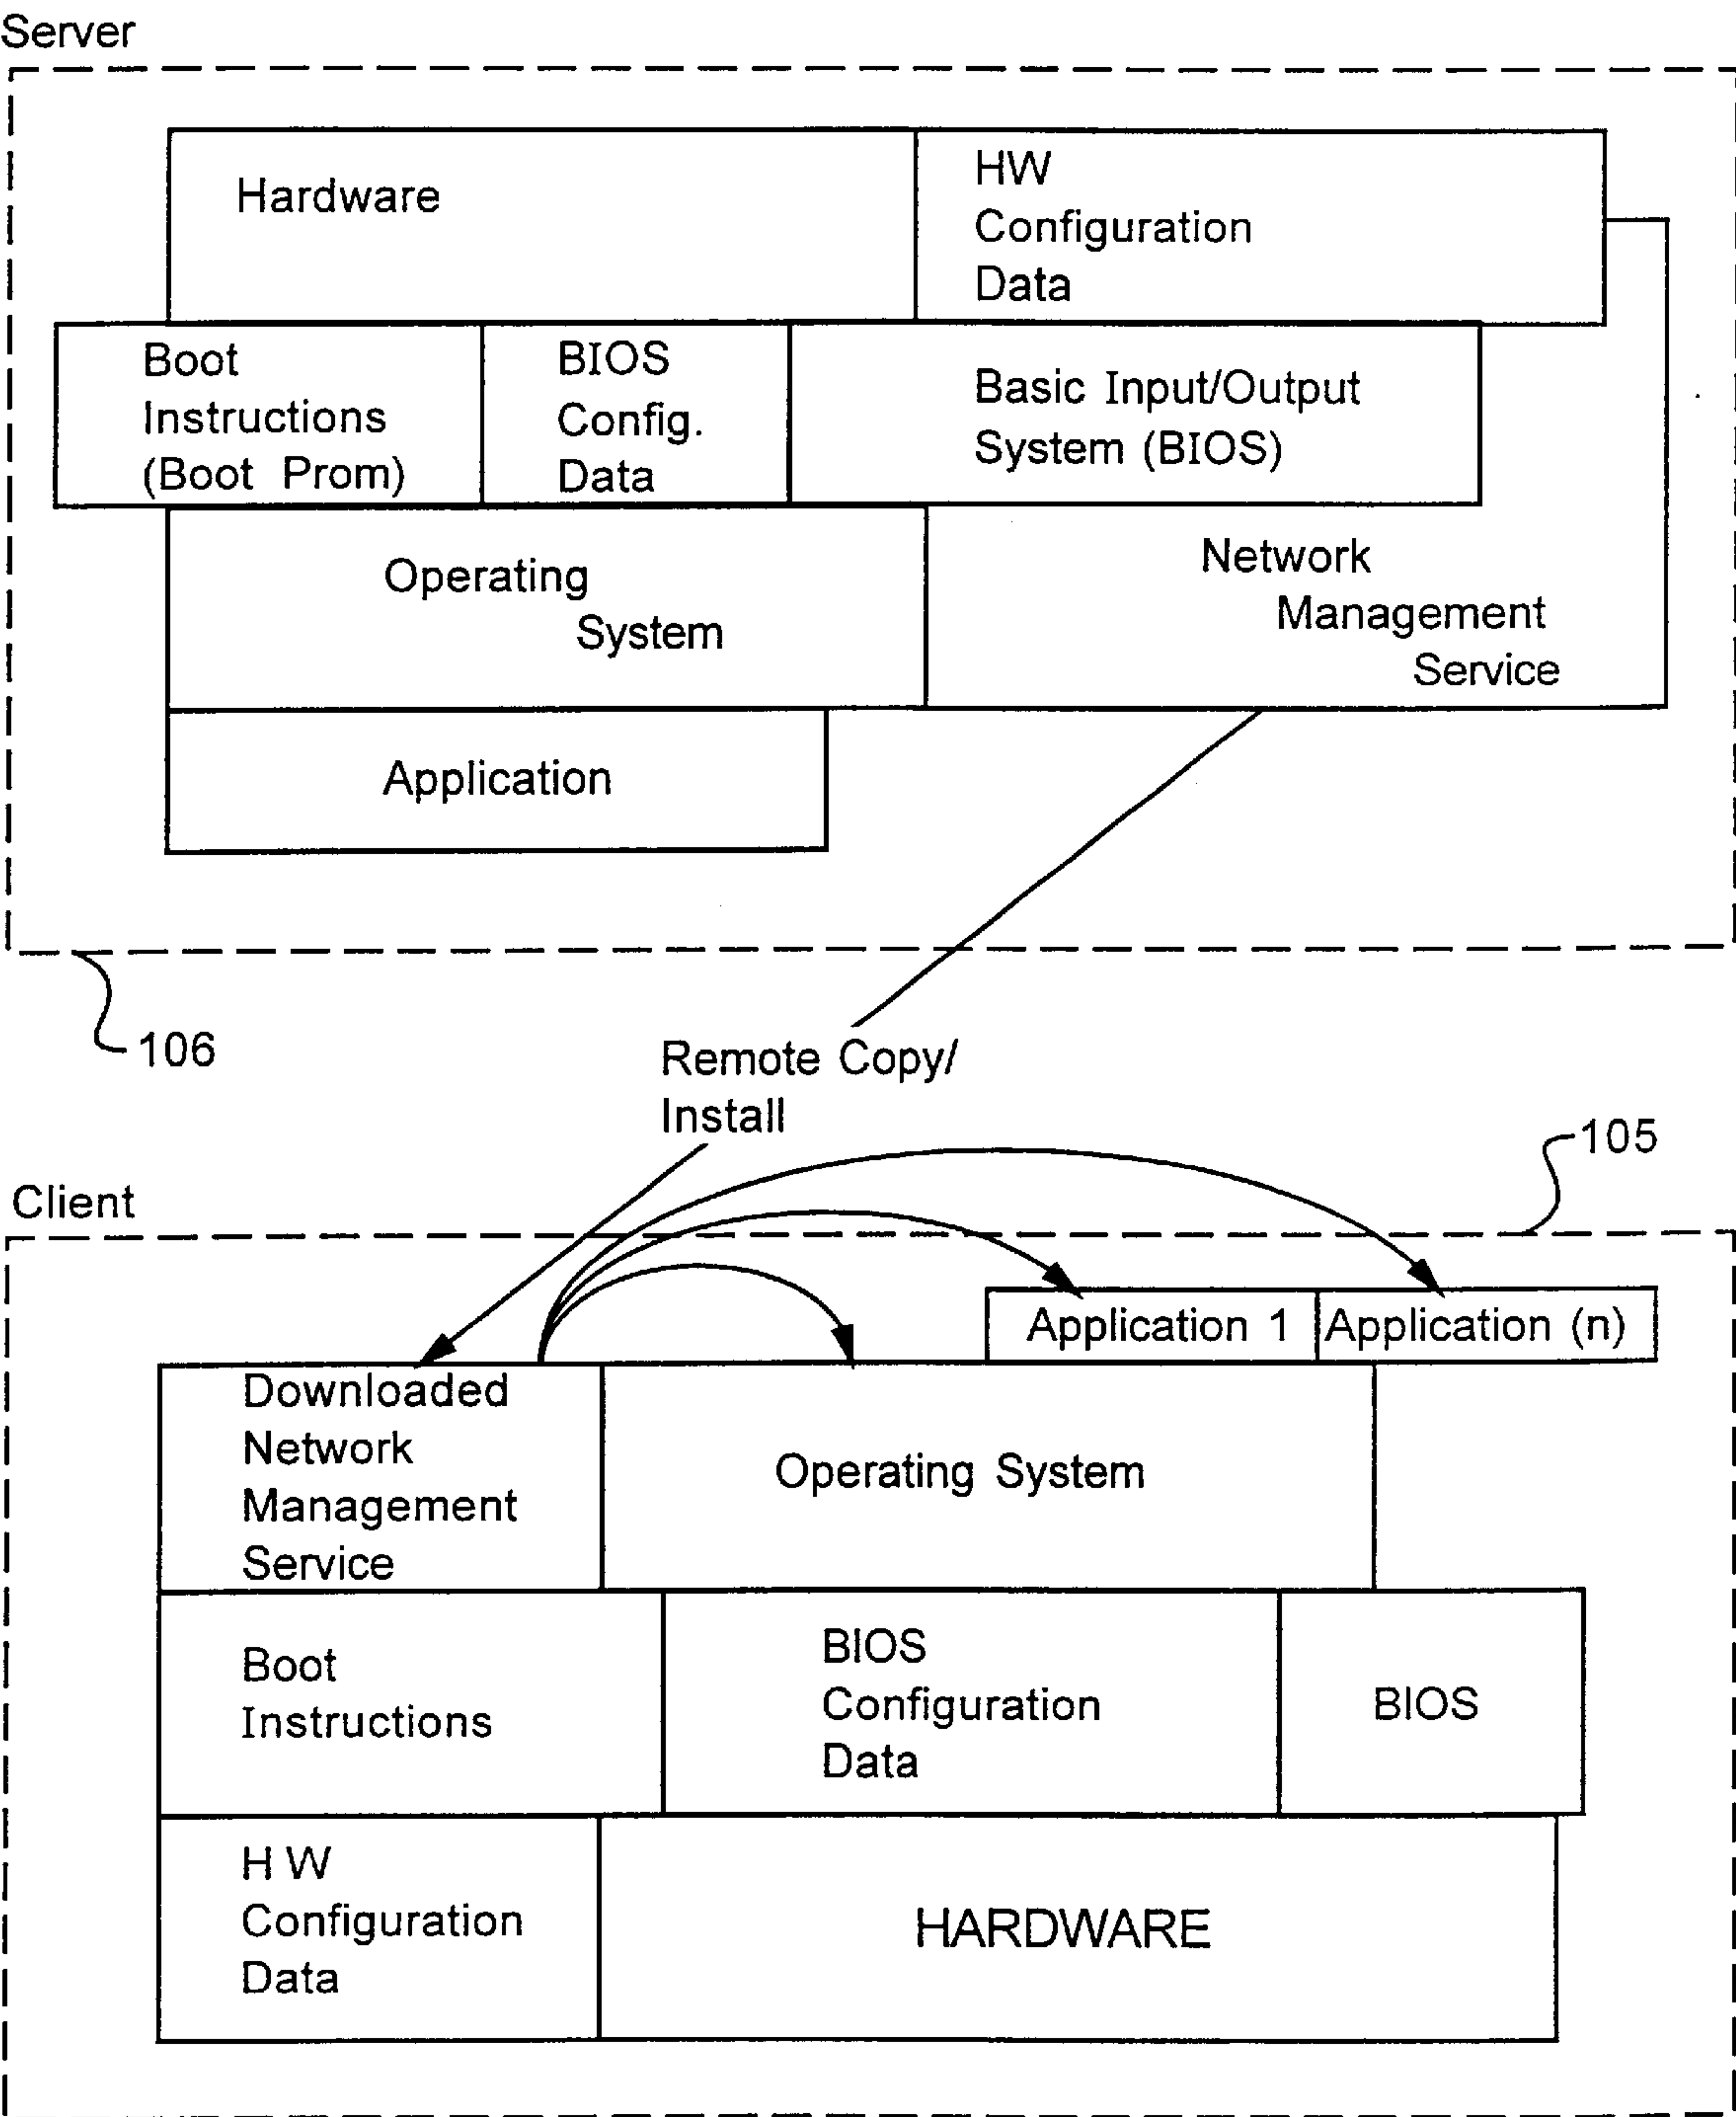 Server
Hardware
HW
Configuration
Data
Boot
Instructions
(Boot Prom)
BIOS
Config.
Data
Basic Input/Output
System (BIOS)
Operating
System
Network
Management
Service
Application
106
Remote Copy/
Install
105
Client
Application 1
Application (n)
Downloaded
Network
Management
Service
Operating System
Boot
Instructions
BIOS
Configuration
Data
BIOS
H W
Configuration
Data
HARDWARE